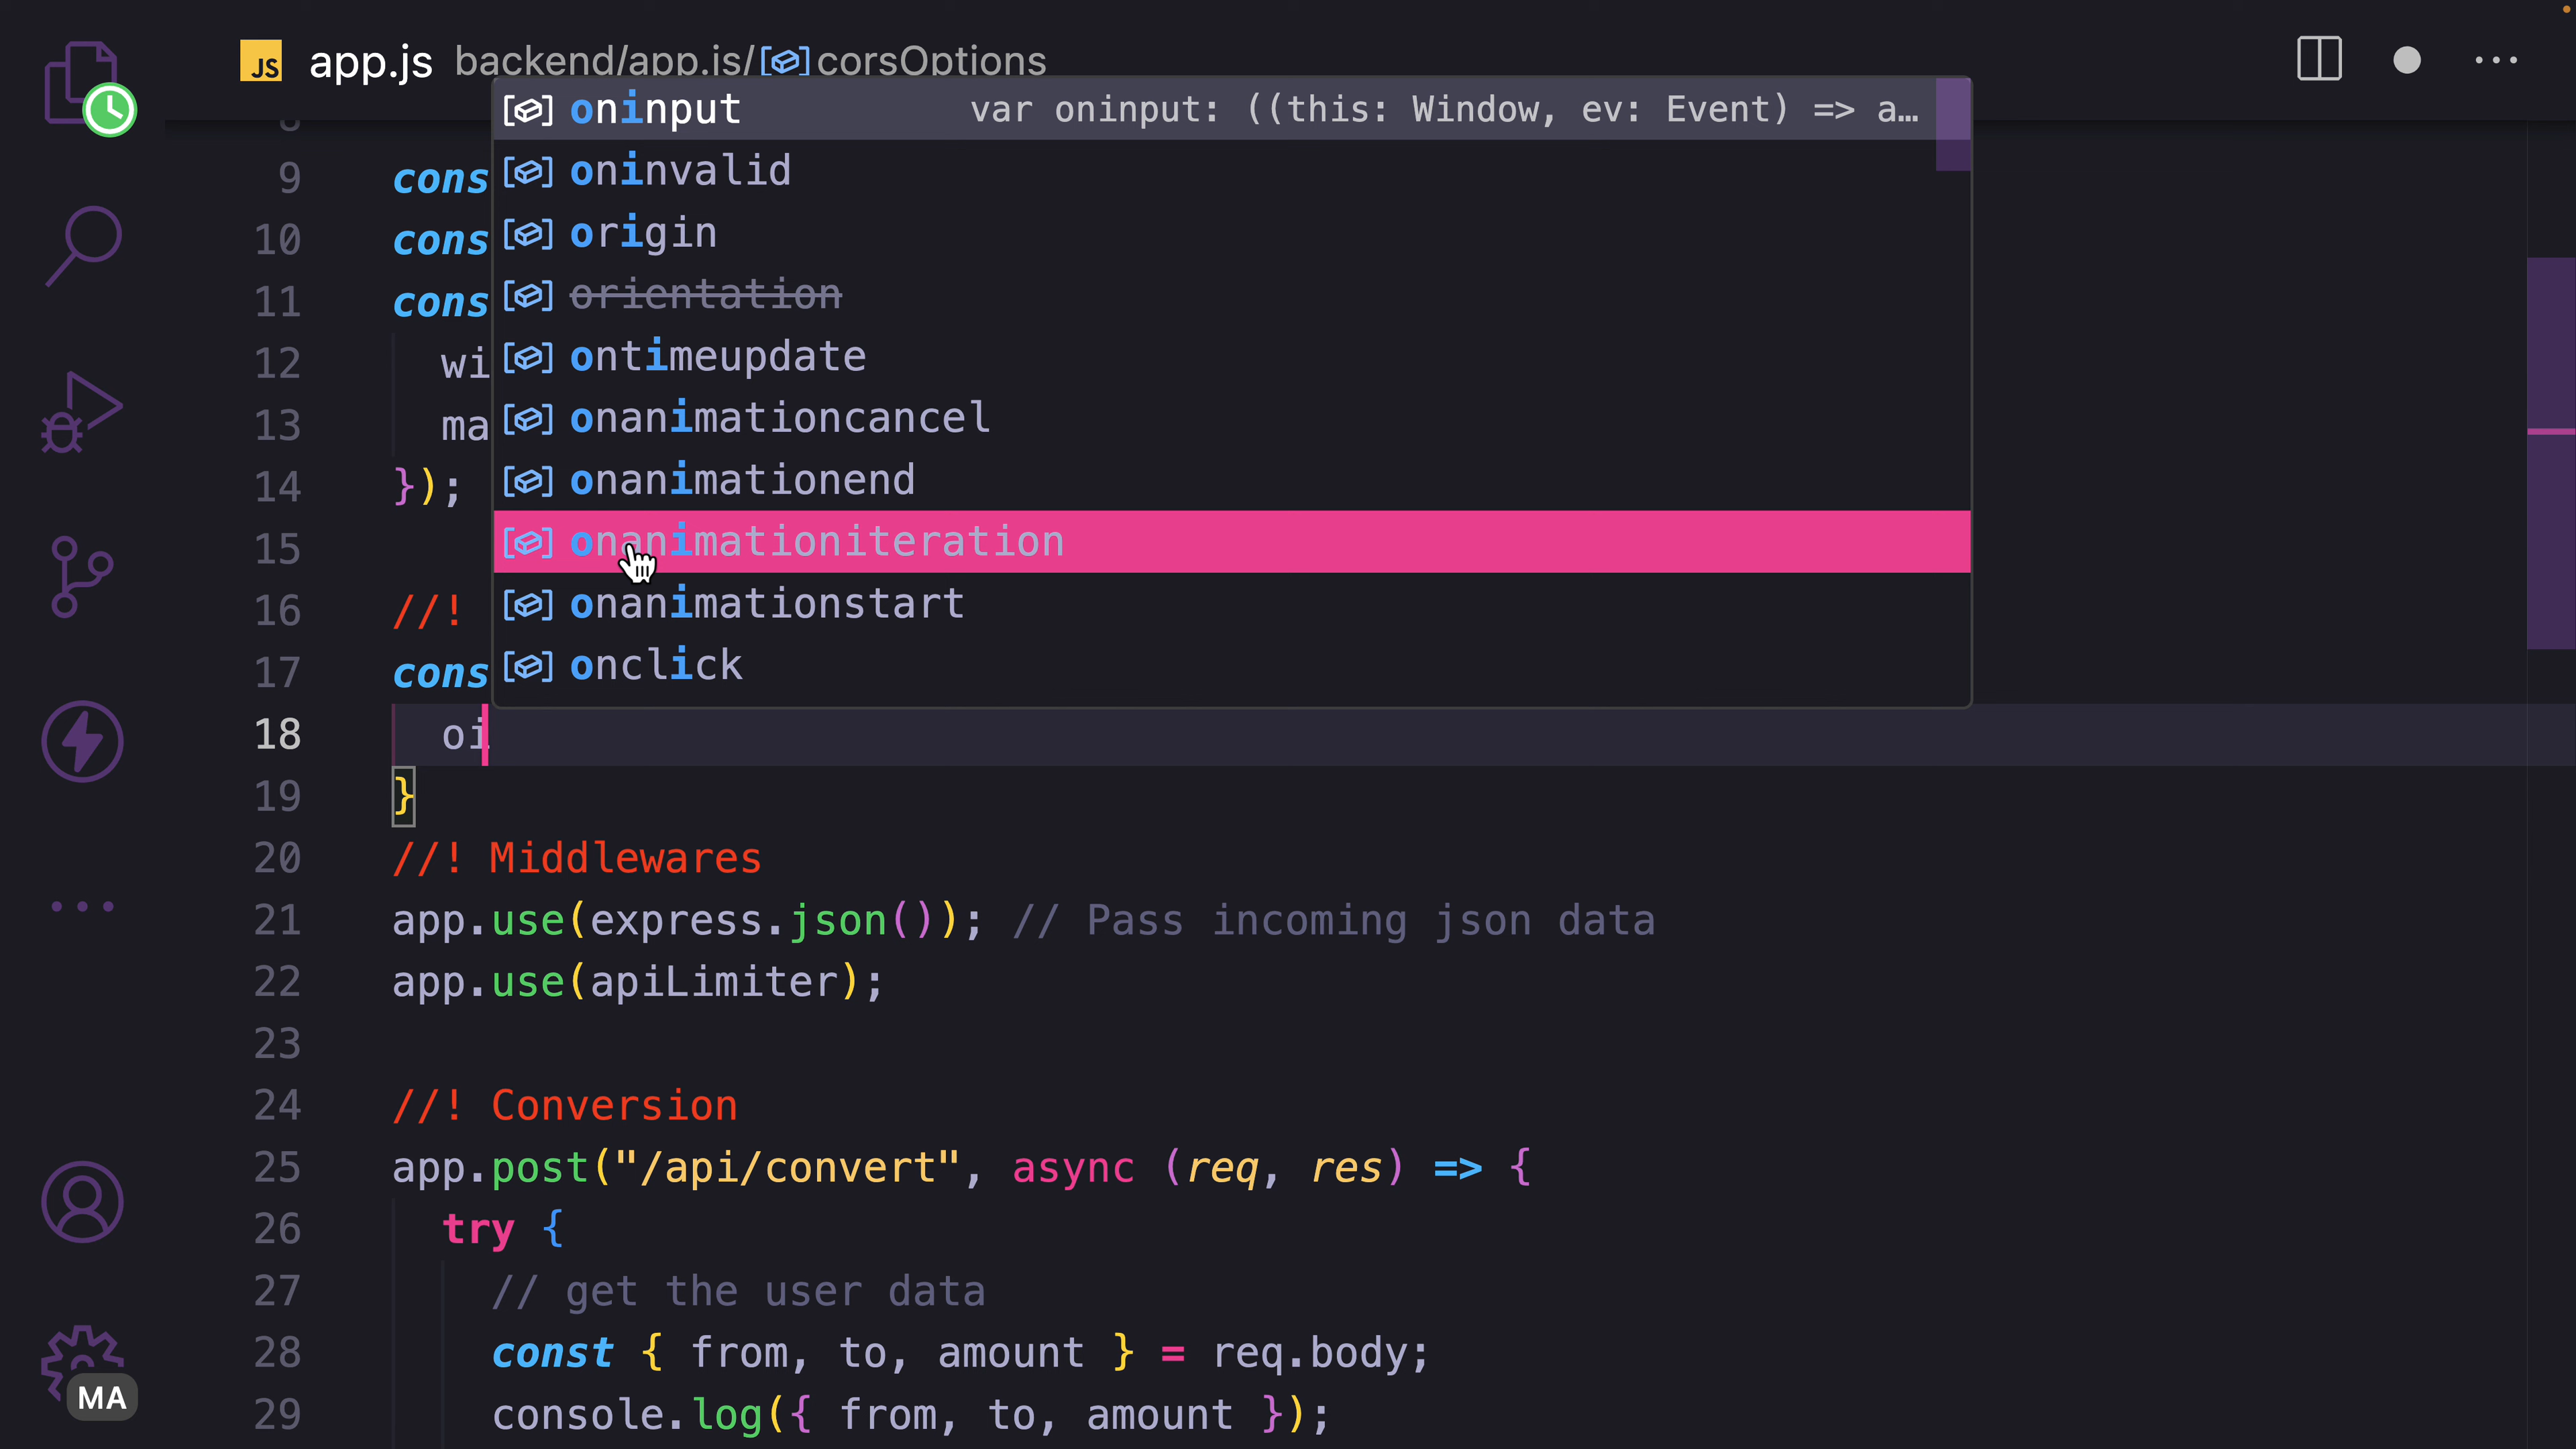 JS app.js backend/app.js/corsOptions
8
oninput var oninput: ((this: Window, ev: Event) => a…
9 cons
oninvalid
10 cons
origin
11 cons
orientation
12 wi
ontimeupdate
13 ma
onanimationcancel
14 });
onanimationend
15
onanimationiteration
16 //!
onanimationstart
17 cons
onclick
18 oi
19 }
20 //! Middlewares
21 app.use(express.json()); // Pass incoming json data
22 app.use(apiLimiter);
23
24 //! Conversion
25 app.post("/api/convert", async (req, res) => {
26 try {
27 // get the user data
28 const { from, to, amount } = req.body;
29 console.log({ from, to, amount });
MA